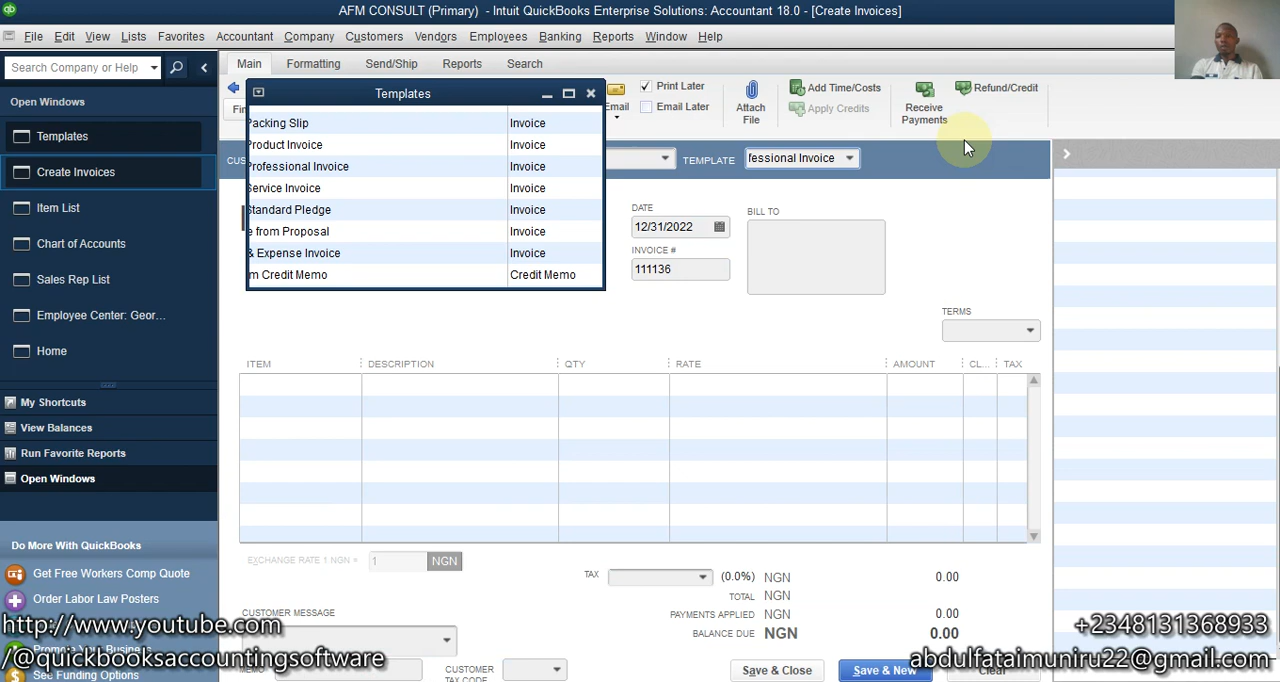 AFM CONSULT (Primary) - Intuit QuickBooks Enterprise Solutions: Accountant 18.0 - [Create Invoices]
File Edit View Lists Favorites Accountant Company Customers Vendors Employees Banking Reports Window Help
Search Company or Help
Main Formatting Send/Ship Reports Search
Open Windows
Templates
Create Invoices
Item List
Chart of Accounts
Sales Rep List
Employee Center: Geor...
Home
My Shortcuts
View Balances
Run Favorite Reports
Open Windows
Do More With QuickBooks
Get Free Workers Comp Quote
Order Labor Law Posters
See Funding Options
Templates
Packing Slip Invoice
Product Invoice Invoice
Professional Invoice Invoice
Service Invoice Invoice
Standard Pledge Invoice
e from Proposal Invoice
& Expense Invoice Invoice
m Credit Memo Credit Memo
Print Later
Email Later
Attach File
Add Time/Costs
Apply Credits
Receive Payments
Refund/Credit
TEMPLATE fessional Invoice
DATE
12/31/2022
INVOICE #
111136
BILL TO
TERMS
ITEM DESCRIPTION QTY RATE AMOUNT CL... TAX
EXCHANGE RATE 1 NGN = 1 NGN
TAX (0.0%) NGN 0.00
TOTAL NGN
PAYMENTS APPLIED NGN 0.00
BALANCE DUE NGN 0.00
CUSTOMER MESSAGE
MEMO
CUSTOMER TAX CODE
Save & Close Save & New Clear
http://www.youtube.com
/@quickbooksaccountingsoftware
+2348131368933
abdulfataimuniru22@gmail.com